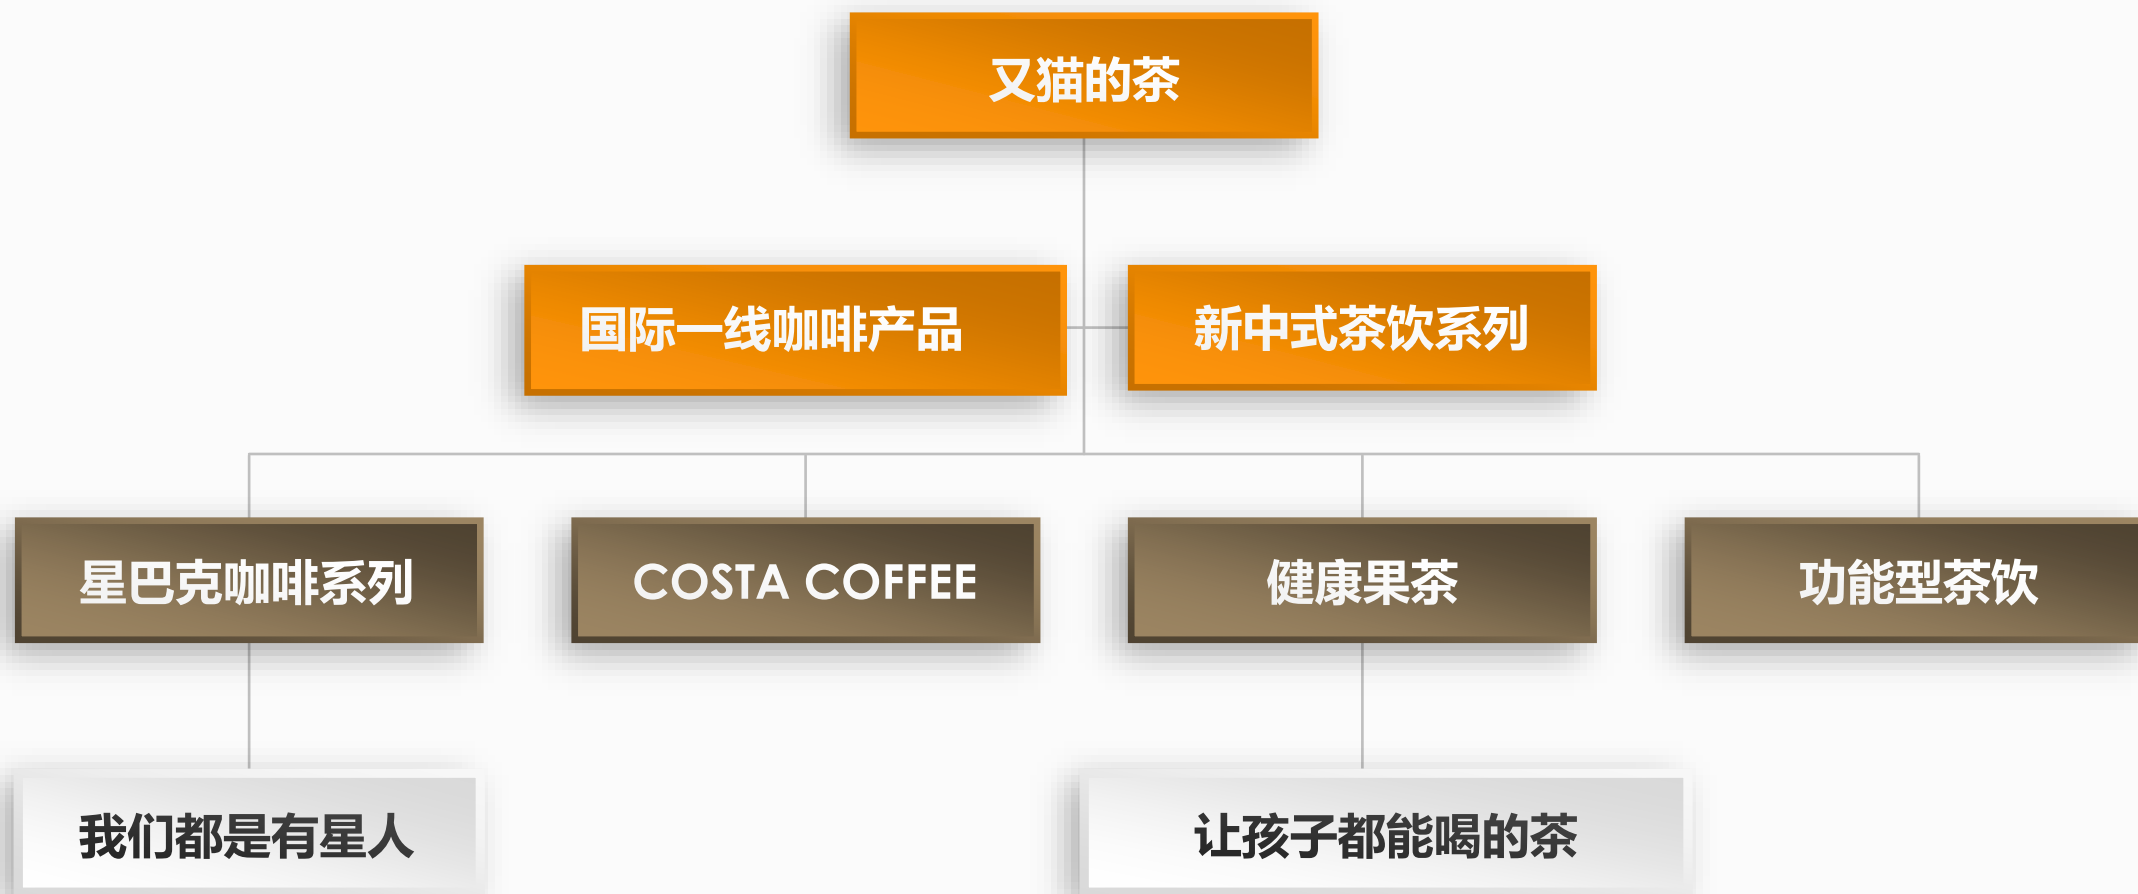 又猫的茶
国际一线咖啡产品
新中式茶饮系列
星巴克咖啡系列
COSTA COFFEE
健康果茶
功能型茶饮
我们都是有星人
让孩子都能喝的茶